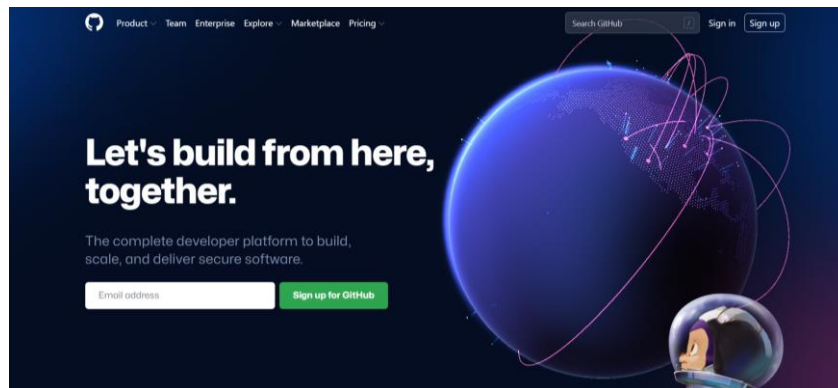 Product Team Enterprise Explore Marketplace Pricing Search GitHub / Sign in Sign up
Let's build from here,
together.
The complete developer platform to build,
scale, and deliver secure software.
Email address Sign up for GitHub